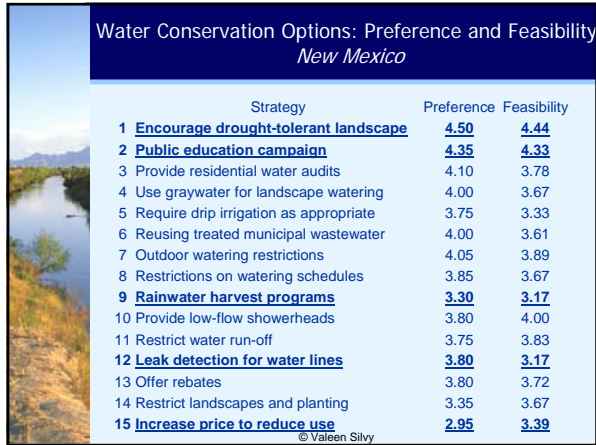 Water Conservation Options: Preference and Feasibility
New Mexico
Strategy Preference Feasibility
1 Encourage drought-tolerant landscape 4.50 4.44
2 Public education campaign 4.35 4.33
3 Provide residential water audits 4.10 3.78
4 Use graywater for landscape watering 4.00 3.67
5 Require drip irrigation as appropriate 3.75 3.33
6 Reusing treated municipal wastewater 4.00 3.61
7 Outdoor watering restrictions 4.05 3.89
8 Restrictions on watering schedules 3.85 3.67
9 Rainwater harvest programs 3.30 3.17
10 Provide low-flow showerheads 3.80 4.00
11 Restrict water run-off 3.75 3.83
12 Leak detection for water lines 3.80 3.17
13 Offer rebates 3.80 3.72
14 Restrict landscapes and planting 3.35 3.67
15 Increase price to reduce use 2.95 3.39
© Valeen Silvy